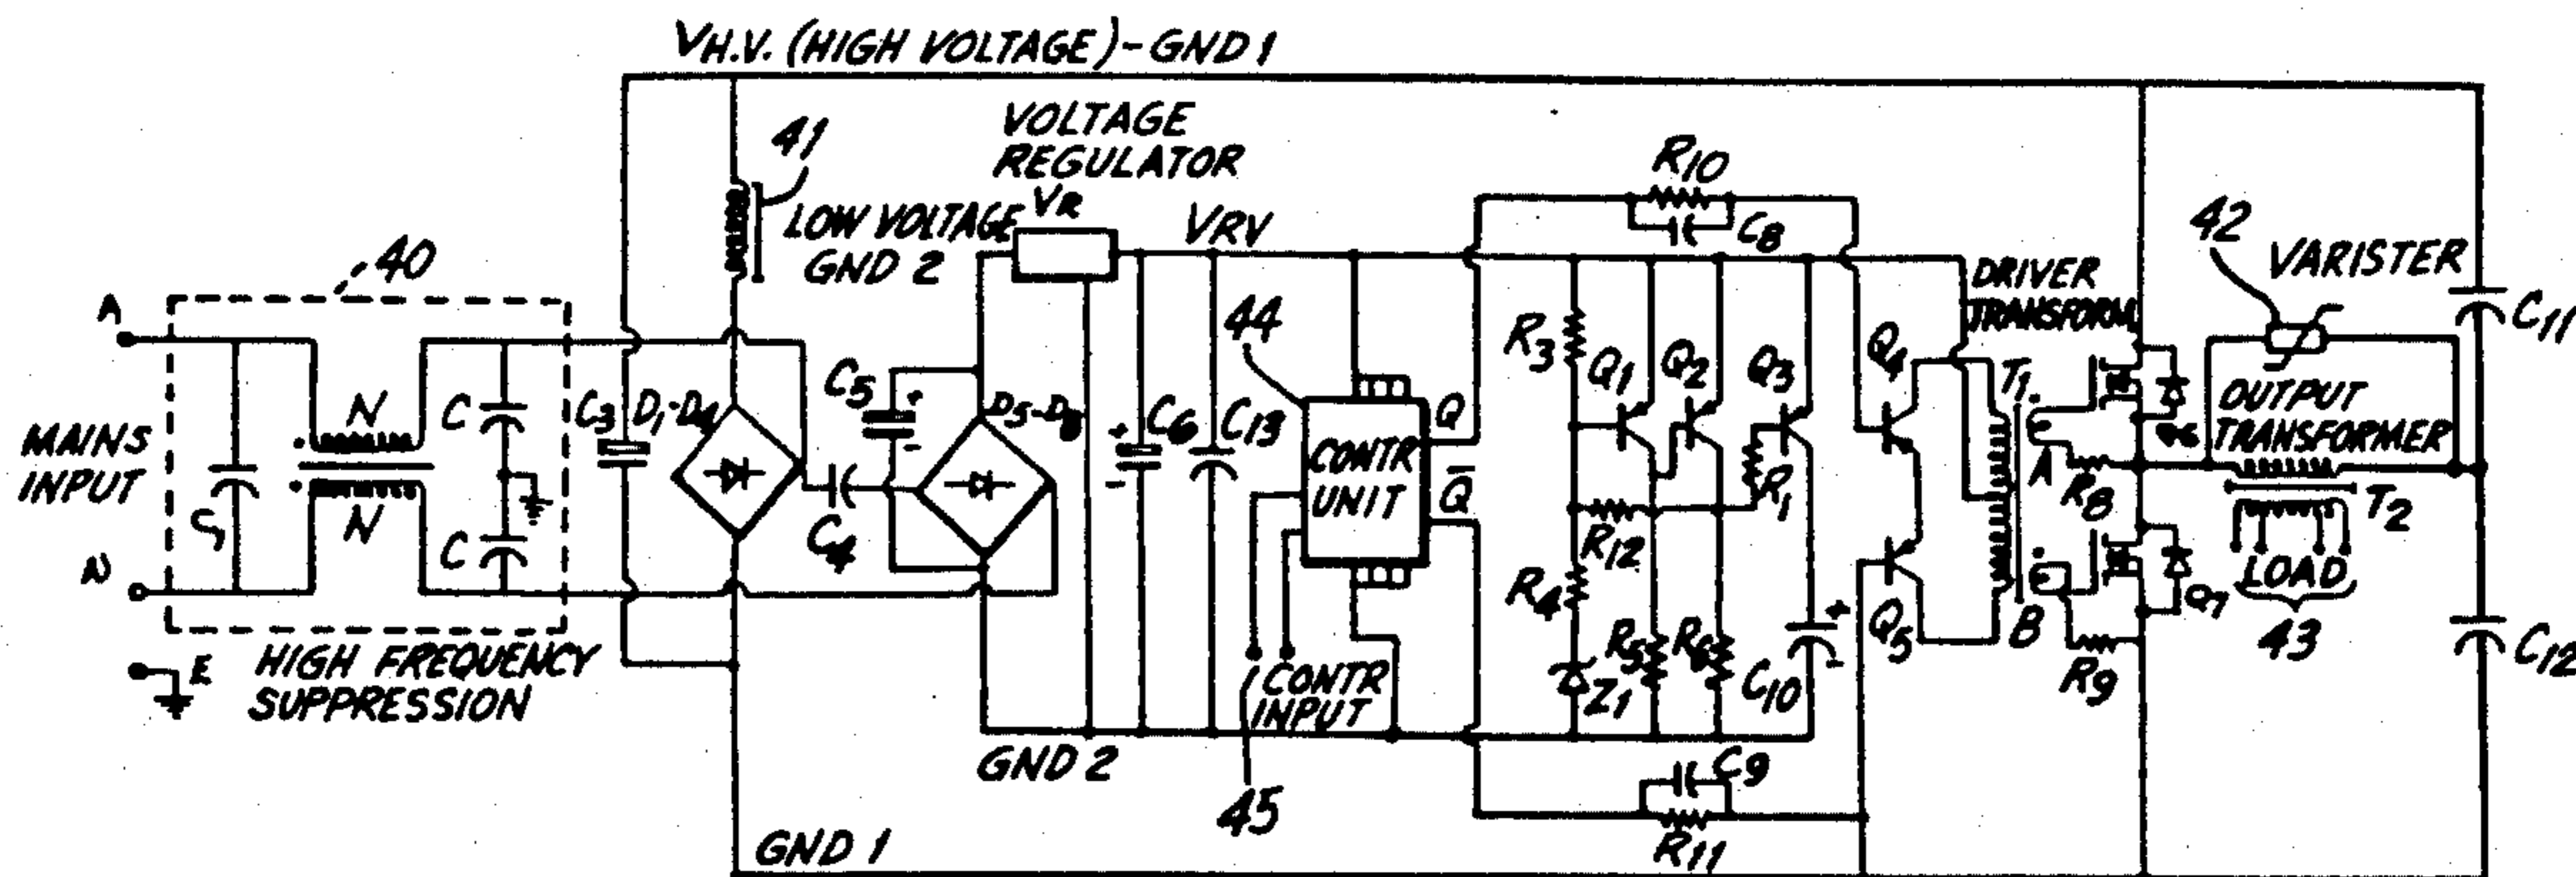 VH.V. (HIGH VOLTAGE)-GND 1
41
VOLTAGE
REGULATOR
VR
LOW VOLTAGE
GND 2
VRV
R10
C8
40
44
42
VARISTER
DRIVER
TRANSFORM
C11
A
MAINS
INPUT
N
C1
N
N
C
C
C3
D1-D4
C4
C5
+
-
D5-D8
+
-
C6
C13
CONTR
UNIT
Q
Q̅
R3
Q1
Q2
Q3
R1
R12
R4
Z1
R5
R6
C10
+
-
Q4
Q5
T1
A
B
R8
R9
Q6
Q7
OUTPUT
TRANSFORMER
T2
LOAD
43
C12
E
HIGH FREQUENCY
SUPPRESSION
CONTR
INPUT
45
GND 2
C9
R11
GND 1